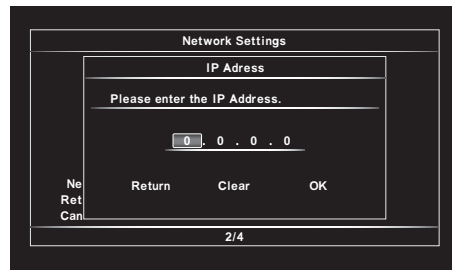 Network Settings
IP Adress
Please enter the IP Address.
0 . 0 . 0 . 0
Return Clear OK
Ne
Ret
Can
2/4